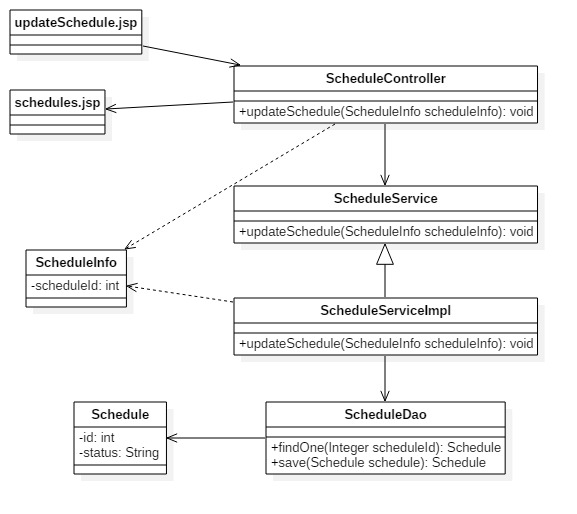 updateSchedule.jsp
ScheduleController
+updateSchedule(ScheduleInfo scheduleInfo): void
schedules.jsp
ScheduleService
+updateSchedule(ScheduleInfo scheduleInfo): void
ScheduleInfo
-scheduleId: int
ScheduleServiceImpl
+updateSchedule(ScheduleInfo scheduleInfo): void
Schedule
-id: int
-status: String
ScheduleDao
+findOne(Integer scheduleId): Schedule
+save(Schedule schedule): Schedule